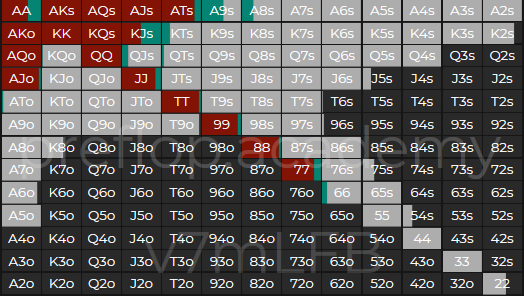 AA AKs AQs AJs ATs A9s A8s A7s A6s A5s A4s A3s A2s
AKo KK KQs KJs KTs K9s K8s K7s K6s K5s K4s K3s K2s
AQo KQo QQ QJs QTs Q9s Q8s Q7s Q6s Q5s Q4s Q3s Q2s
AJo KJo QJo JJ JTs J9s J8s J7s J6s J5s J4s J3s J2s
ATo KTo QTo JTo TT T9s T8s T7s T6s T5s T4s T3s T2s
A9o K9o Q9o J9o T9o 99 98s 97s 96s 95s 94s 93s 92s
A8o K8o Q8o J8o T8o 98o 88 87s 86s 85s 84s 83s 82s
preflop.academy
A7o K7o Q7o J7o T7o 97o 87o 77 76s 75s 74s 73s 72s
A6o K6o Q6o J6o T6o 96o 86o 76o 66 65s 64s 63s 62s
A5o K5o Q5o J5o T5o 95o 85o 75o 65o 55 54s 53s 52s
A4o K4o Q4o J4o T4o 94o 84o 74o 64o 54o 44 43s 42s
v7mLFB
A3o K3o Q3o J3o T3o 93o 83o 73o 63o 53o 43o 33 32s
A2o K2o Q2o J2o T2o 92o 82o 72o 62o 52o 42o 32o 22